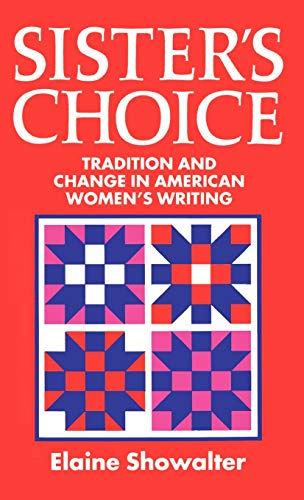 SISTER'S
CHOICE
TRADITION AND
CHANGE IN AMERICAN
WOMEN'S WRITING
Elaine Showalter